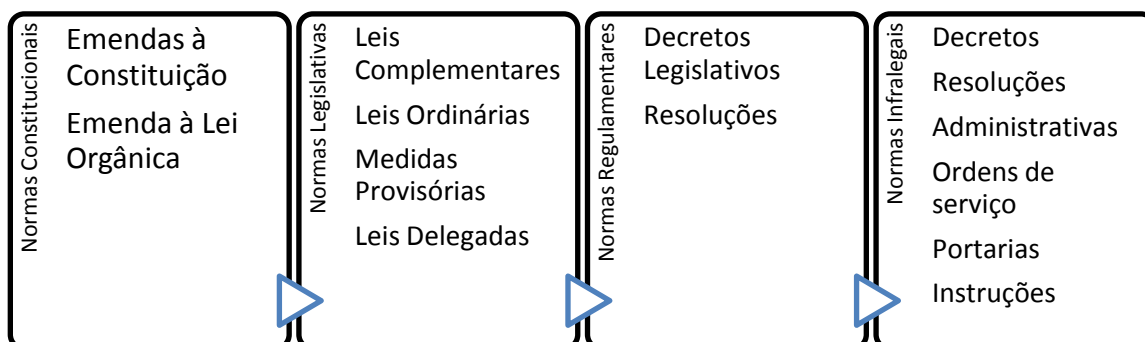 Normas Constitucionais
Emendas à
Constituição
Emenda à Lei
Orgânica
Normas Legislativas
Leis
Complementares
Leis Ordinárias
Medidas
Provisórias
Leis Delegadas
Normas Regulamentares
Decretos
Legislativos
Resoluções
Normas Infralegais
Decretos
Resoluções
Administrativas
Ordens de
serviço
Portarias
Instruções